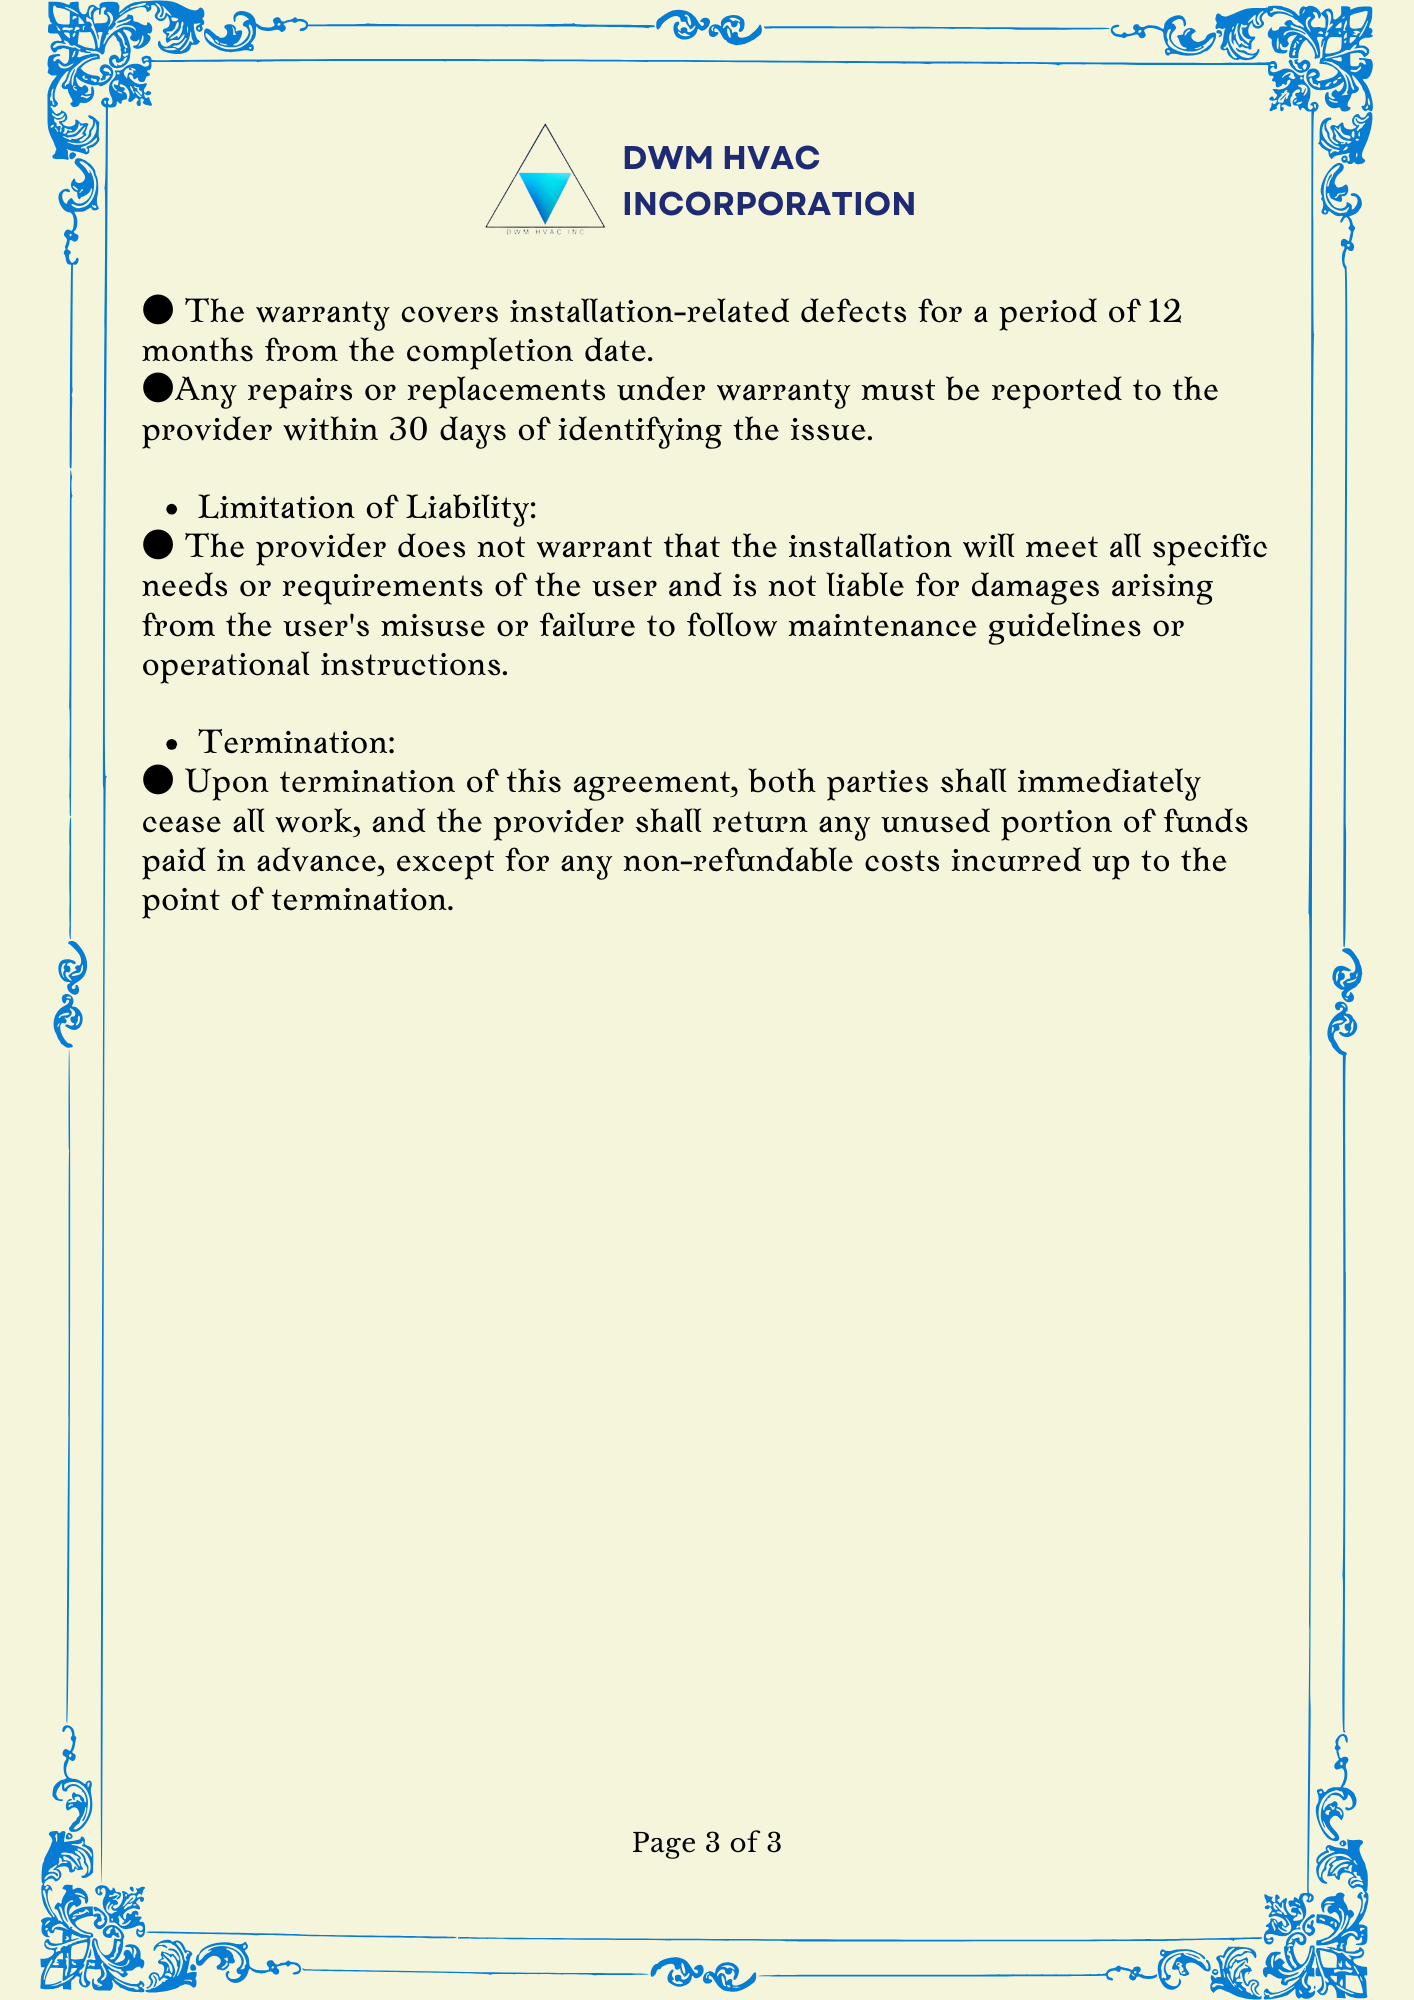 DWM HVAC
INCORPORATION
DWM HVAC INC
● The warranty covers installation-related defects for a period of 12
months from the completion date.
●Any repairs or replacements under warranty must be reported to the
provider within 30 days of identifying the issue.
• Limitation of Liability:
● The provider does not warrant that the installation will meet all specific
needs or requirements of the user and is not liable for damages arising
from the user's misuse or failure to follow maintenance guidelines or
operational instructions.
• Termination:
● Upon termination of this agreement, both parties shall immediately
cease all work, and the provider shall return any unused portion of funds
paid in advance, except for any non-refundable costs incurred up to the
point of termination.
Page 3 of 3